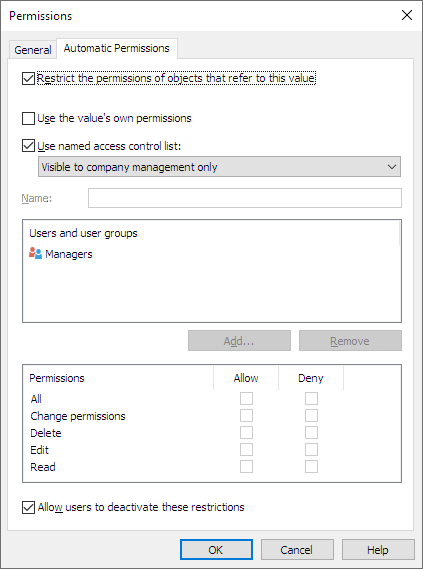 Permissions
General
Automatic Permissions
Restrict the permissions of objects that refer to this value
Use the value's own permissions
Use named access control list:
Visible to company management only
Name:
Users and user groups
Managers
Add... Remove
Permissions Allow Deny
All
Change permissions
Delete
Edit
Read
Allow users to deactivate these restrictions
OK Cancel Help